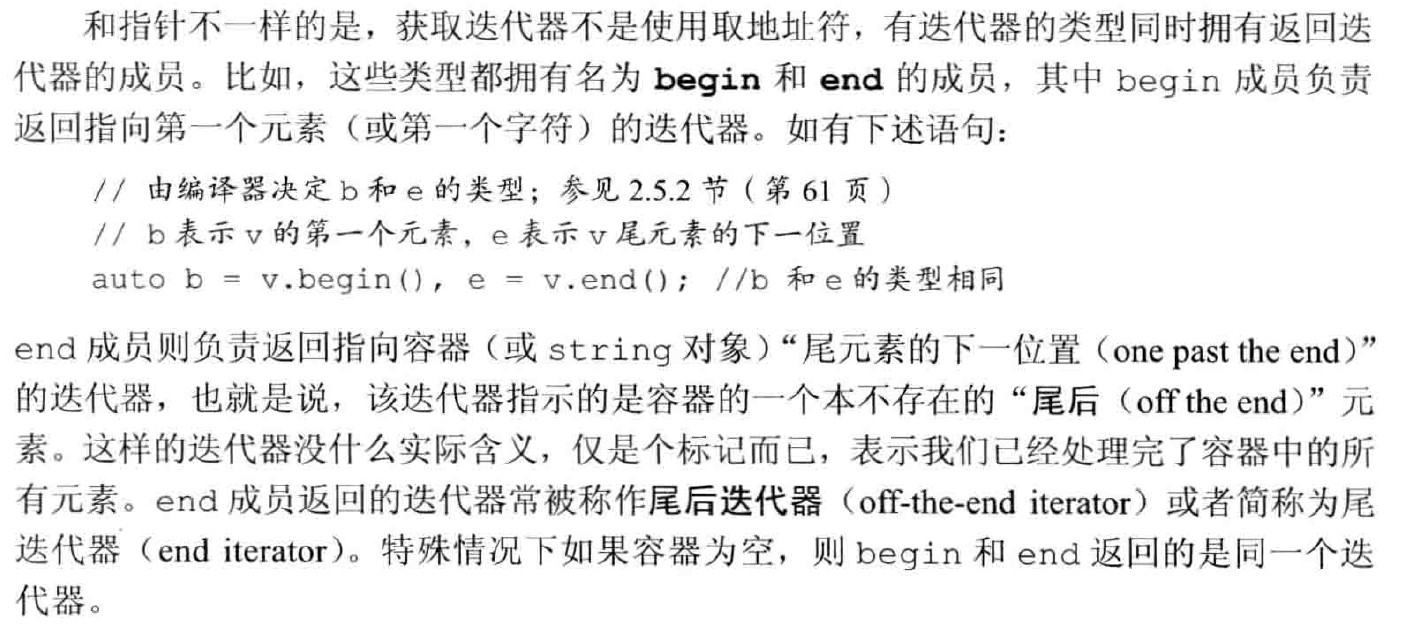 和指针不一样的是，获取迭代器不是使用取地址符，有迭代器的类型同时拥有返回迭
代器的成员。比如，这些类型都拥有名为 begin 和 end 的成员，其中 begin 成员负责
返回指向第一个元素（或第一个字符）的迭代器。如有下述语句：
// 由编译器决定 b 和 e 的类型；参见 2.5.2 节（第 61 页）
// b 表示 v 的第一个元素，e 表示 v 尾元素的下一位置
auto b = v.begin(), e = v.end(); //b 和 e 的类型相同
end 成员则负责返回指向容器（或 string 对象）“尾元素的下一位置（one past the end）”
的迭代器，也就是说，该迭代器指示的是容器的一个本不存在的“尾后（off the end）”元
素。这样的迭代器没什么实际含义，仅是个标记而已，表示我们已经处理完了容器中的所
有元素。end 成员返回的迭代器常被称作尾后迭代器（off-the-end iterator）或者简称为尾
迭代器（end iterator）。特殊情况下如果容器为空，则 begin 和 end 返回的是同一个迭
代器。